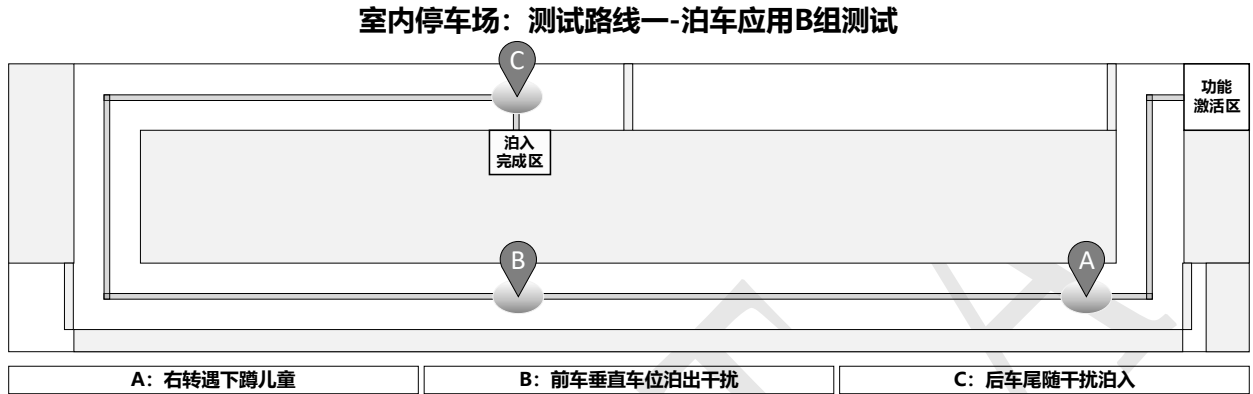 室内停车场：测试路线一-泊车应用B组测试
C
功能
激活区
泊入
完成区
B
A
A：右转遇下蹲儿童
B：前车垂直车位泊出干扰
C：后车尾随干扰泊入